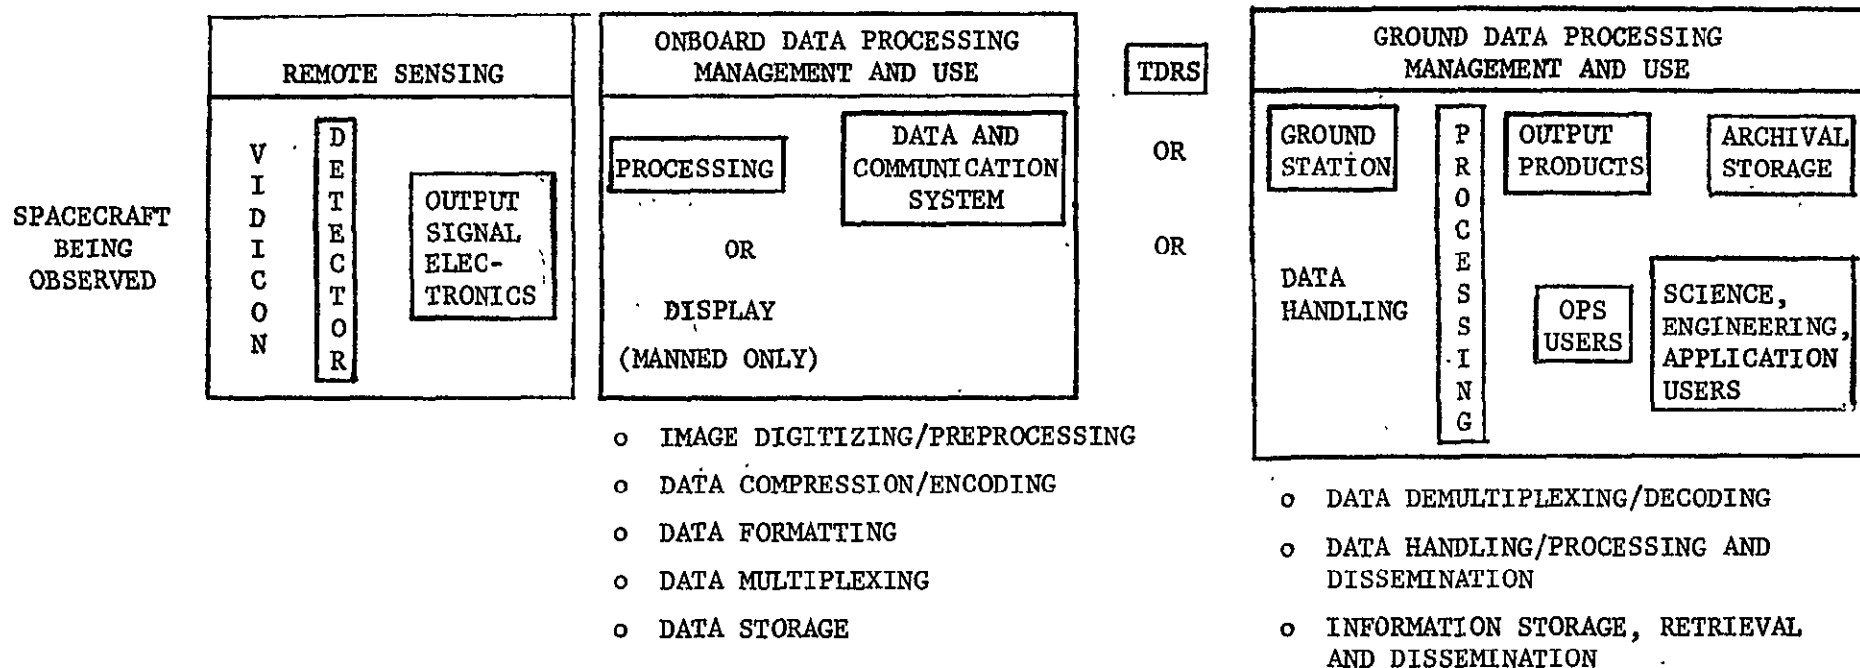 SPACECRAFT
BEING
OBSERVED
REMOTE SENSING
VIDICON
DETECTOR
OUTPUT
SIGNAL
ELEC-
TRONICS
ONBOARD DATA PROCESSING
MANAGEMENT AND USE
PROCESSING
DATA AND
COMMUNICATION
SYSTEM
OR
DISPLAY
(MANNED ONLY)
o IMAGE DIGITIZING/PREPROCESSING
o DATA COMPRESSION/ENCODING
o DATA FORMATTING
o DATA MULTIPLEXING
o DATA STORAGE
TDRS
OR
OR
GROUND DATA PROCESSING
MANAGEMENT AND USE
GROUND
STATION
DATA
HANDLING
PROCESSING
OUTPUT
PRODUCTS
ARCHIVAL
STORAGE
OPS
USERS
SCIENCE,
ENGINEERING,
APPLICATION
USERS
o DATA DEMULTIPLEXING/DECODING
o DATA HANDLING/PROCESSING AND
DISSEMINATION
o INFORMATION STORAGE, RETRIEVAL
AND DISSEMINATION